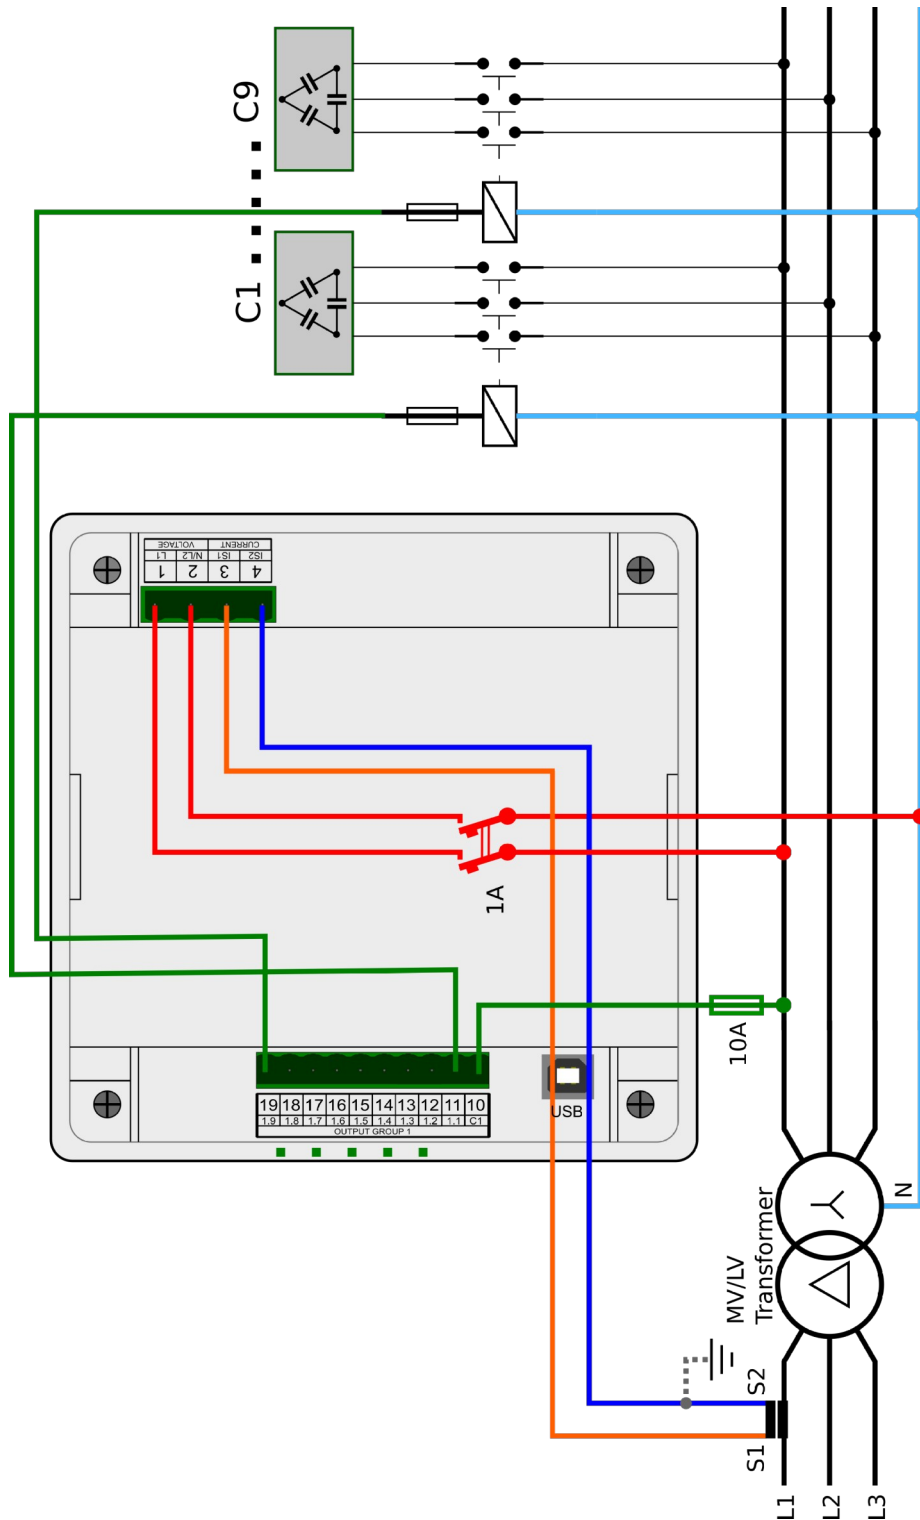 C9
C1
VOLTAGE
CURRENT
L1
N/L2
IS1
IS2
1
2
3
4
1A
10A
19 18 17 16 15 14 13 12 11 10
1.9 1.8 1.7 1.6 1.5 1.4 1.3 1.2 1.1 C1
OUTPUT GROUP 1
USB
N
MV/LV
Transformer
S2
S1
L1
L2
L3